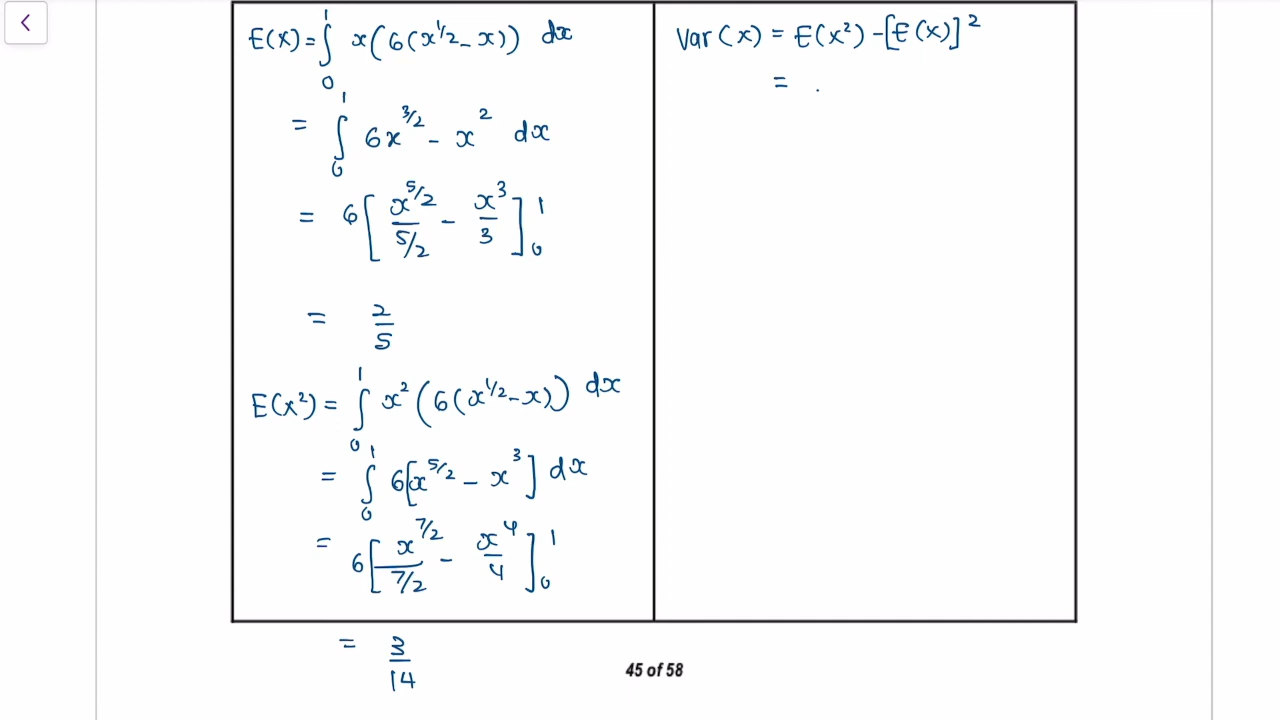 E(x) = ∫₀¹ x(6(x^1/2 - x)) dx
= ∫₀¹ 6x^3/2 - x² dx
= 6[x^5/2 / 5/2 - x³/3]₀¹
= 2/5
E(x²) = ∫₀¹ x²(6(x^1/2 - x)) dx
= ∫₀¹ 6[x^5/2 - x³] dx
= 6[x^7/2 / 7/2 - x⁴/4]₀¹
= 3/14
Var(x) = E(x²) - [E(x)]²
= .
45 of 58